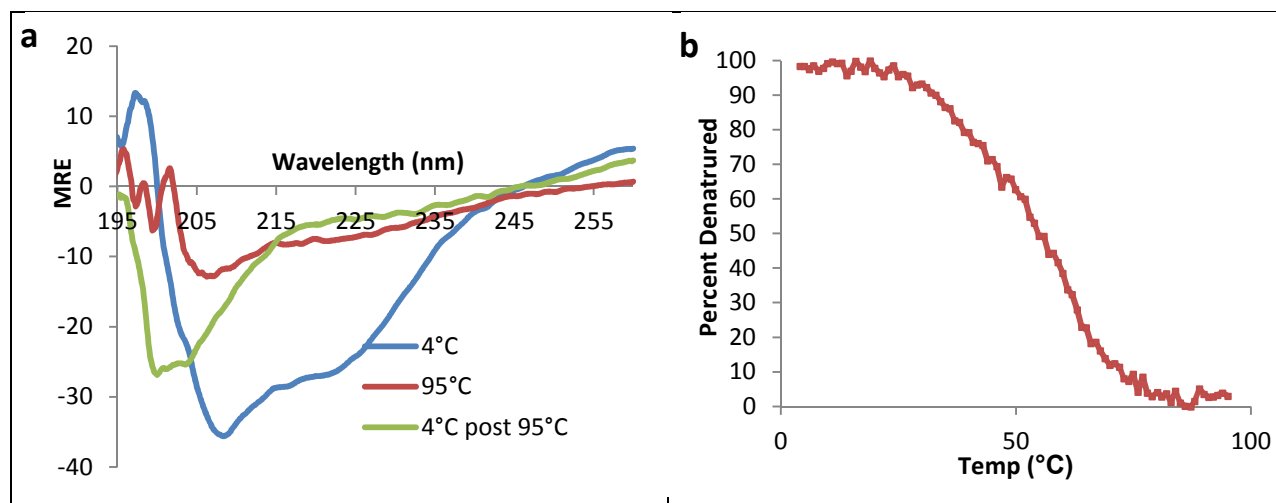 a
20
10
0
-10
-20
-30
-40
MRE
Wavelength (nm)
195 205 215 225 235 245 255
4°C
95°C
4°C post 95°C
b
100
90
80
70
60
50
40
30
20
10
0
Percent Denatrured
0 50 100
Temp (°C)